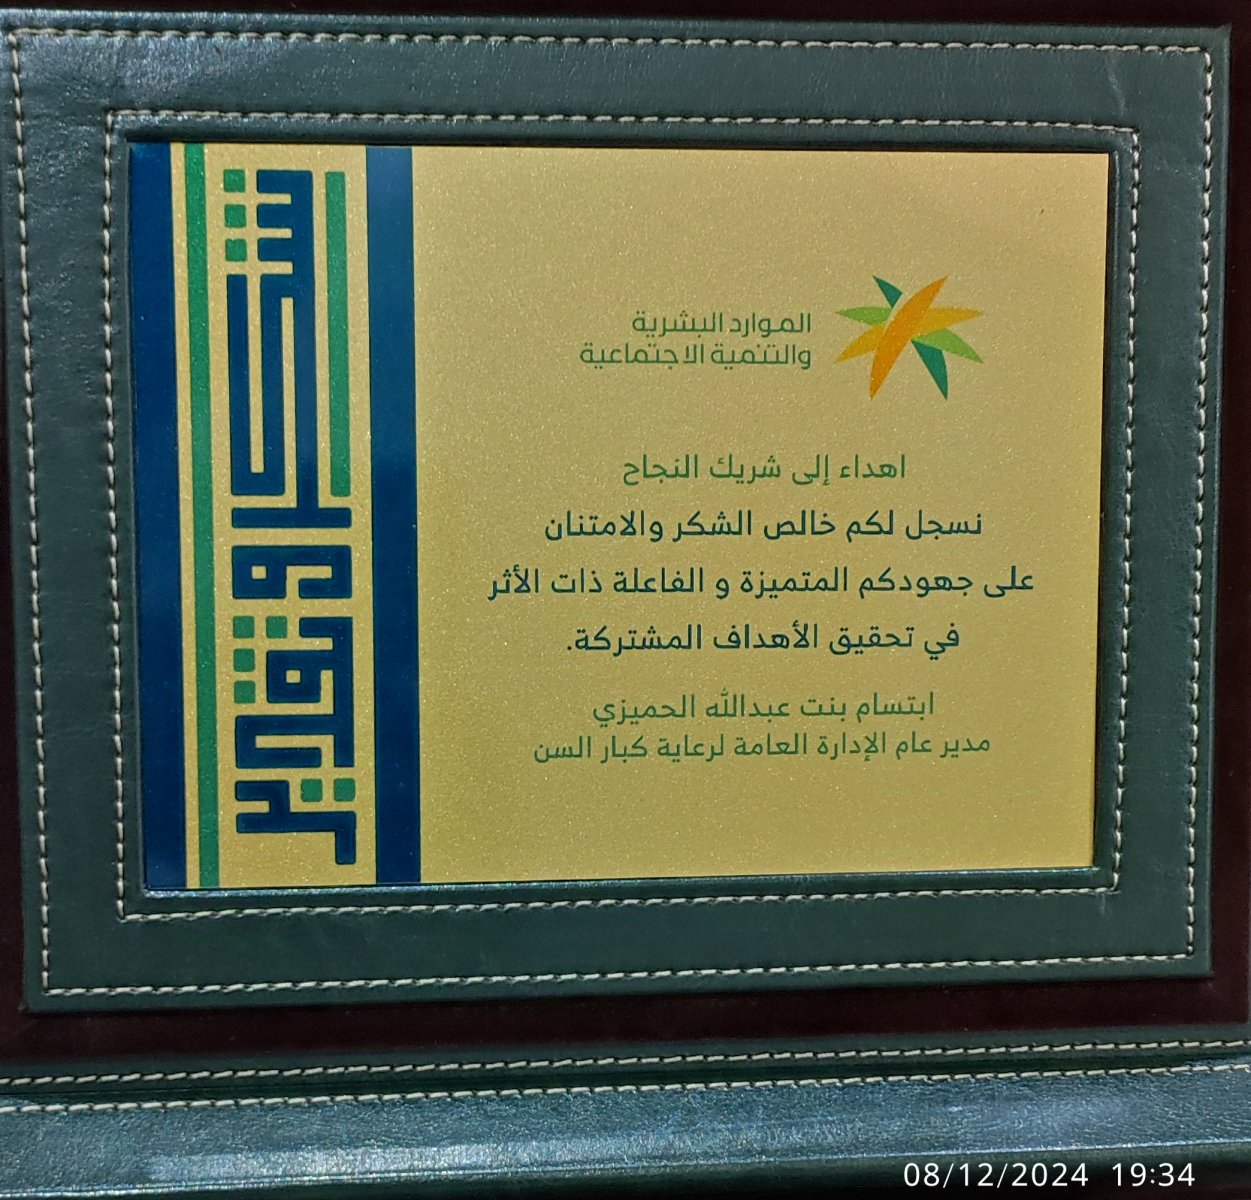 شكر وتقدير
الموارد البشرية
والتنمية الاجتماعية
اهداء إلى شريك النجاح
نسجل لكم خالص الشكر والامتنان
على جهودكم المتميزة و الفاعلة ذات الأثر
في تحقيق الأهداف المشتركة.
ابتسام بنت عبدالله الحميزي
مدير عام الإدارة العامة لرعاية كبار السن
08/12/2024 19:34